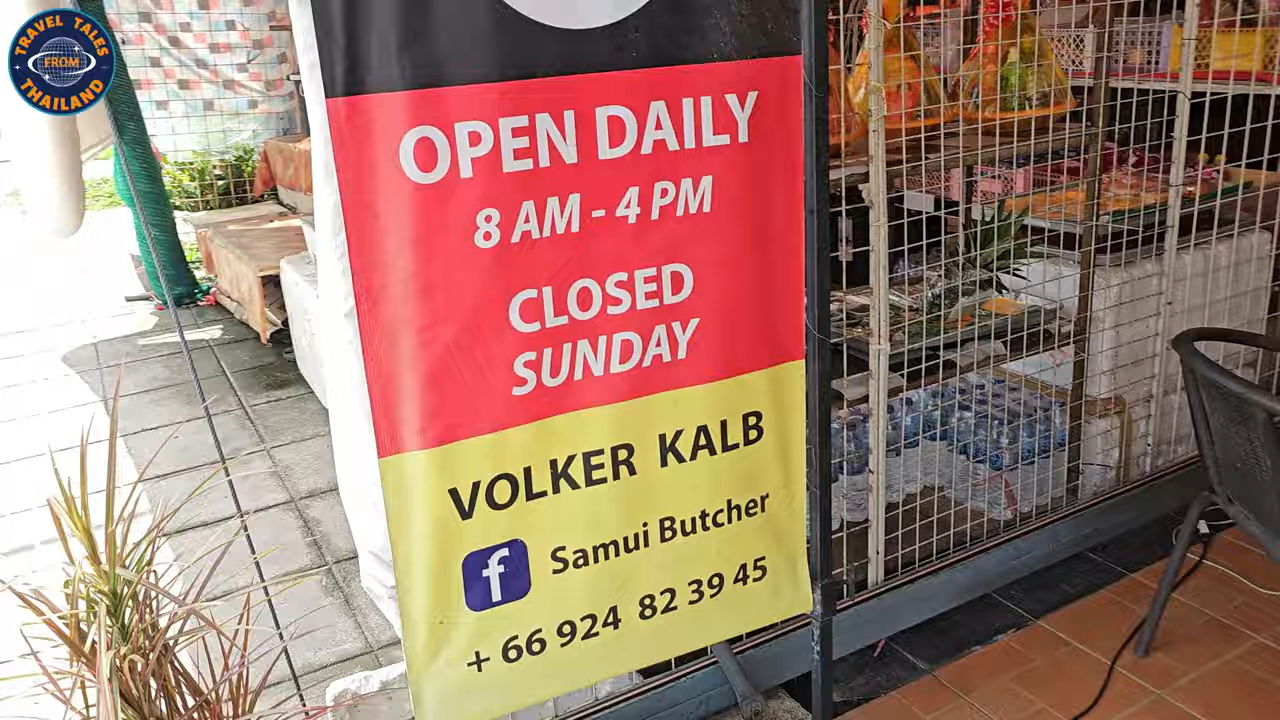 TRAVEL TALES
FROM
THAILAND
OPEN DAILY
8 AM - 4 PM
CLOSED
SUNDAY
VOLKER KALB
f Samui Butcher
+ 66 924 82 39 45